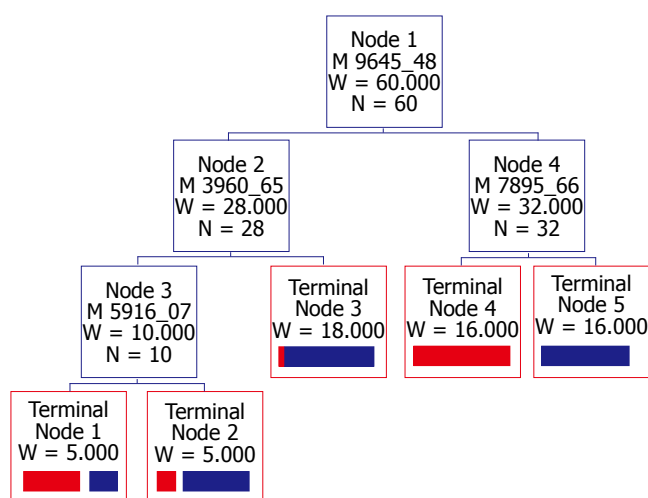 Node 1
M 9645_48
W = 60.000
N = 60
Node 2
M 3960_65
W = 28.000
N = 28
Node 4
M 7895_66
W = 32.000
N = 32
Node 3
M 5916_07
W = 10.000
N = 10
Terminal
Node 3
W = 18.000
Terminal
Node 4
W = 16.000
Terminal
Node 5
W = 16.000
Terminal
Node 1
W = 5.000
Terminal
Node 2
W = 5.000